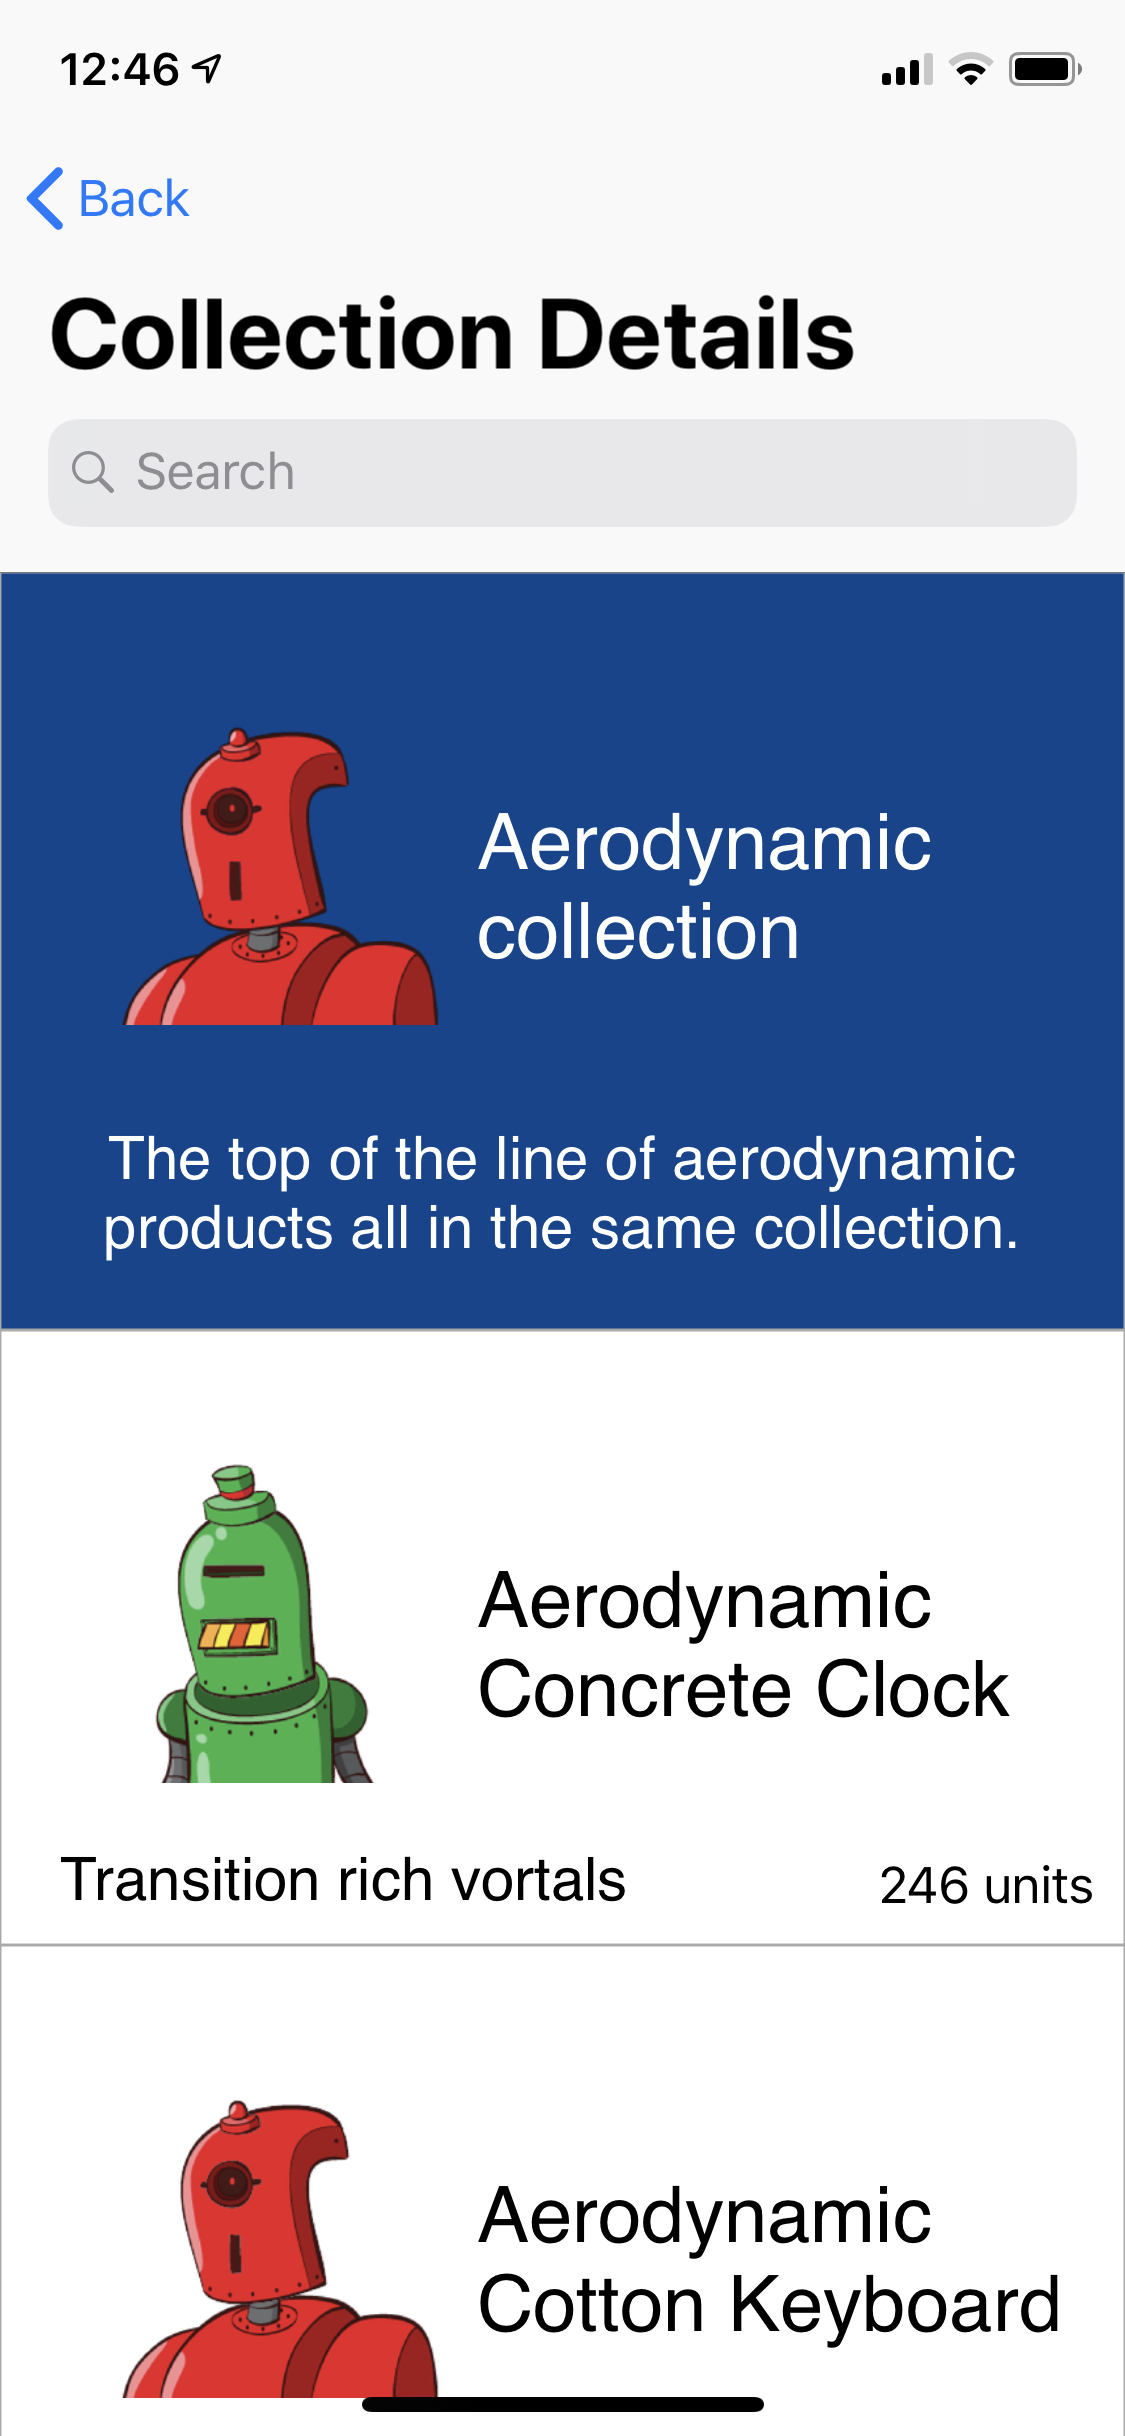 12:46
Back
Collection Details
Search
Aerodynamic
collection
The top of the line of aerodynamic
products all in the same collection.
Aerodynamic
Concrete Clock
Transition rich vortals
246 units
Aerodynamic
Cotton Keyboard